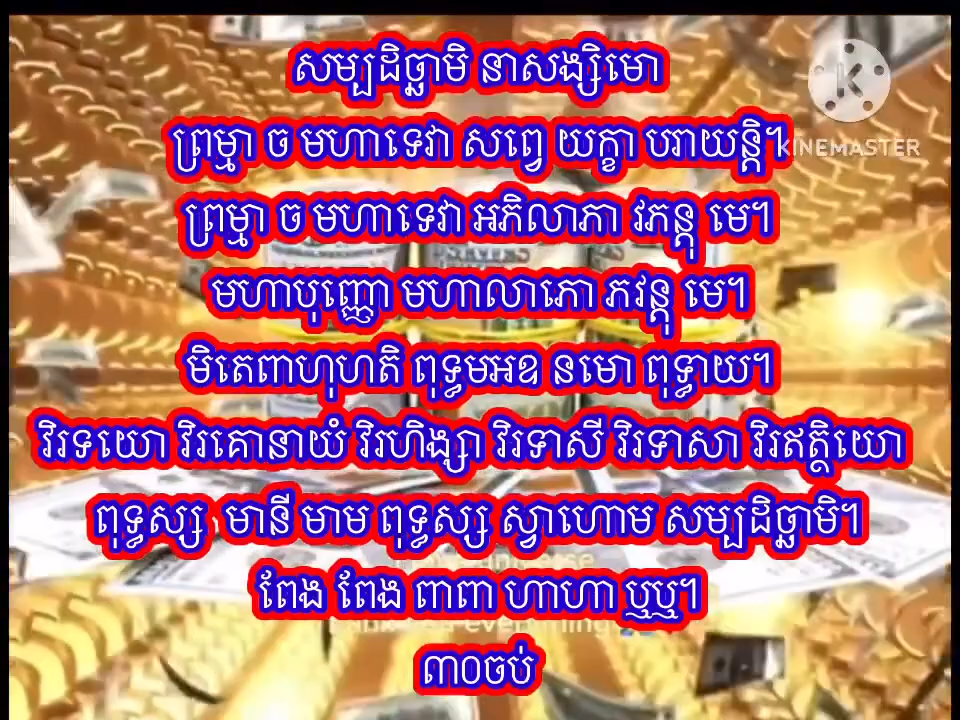 សម្បដិច្ឆាមិ នាសង្សិមោ
ព្រម្មា ច មហាទេវា សព្វេ យក្ខា បរាយន្តិ។
KINEMASTER
ព្រម្មា ច មហាទេវា អភិលាភា វភន្តុ មេ។
មហាបុញ្ញោ មហាលាភោ ភវន្តុ មេ។
មិតេពាហុហតិ ពុទ្ធមអឧ នមោ ពុទ្ធាយ។
វិរទយោ វិរគោនាយំ វិរហិង្សា វិរទាសី វិរទាសា វិរឥត្ថិយោ
ពុទ្ធស្ស មានី មាម ពុទ្ធស្ស ស្វាហោម សម្បដិច្ឆាមិ។
ពែង ពែង ពាពា ហាហា ឬឬ។
៣០ចប់